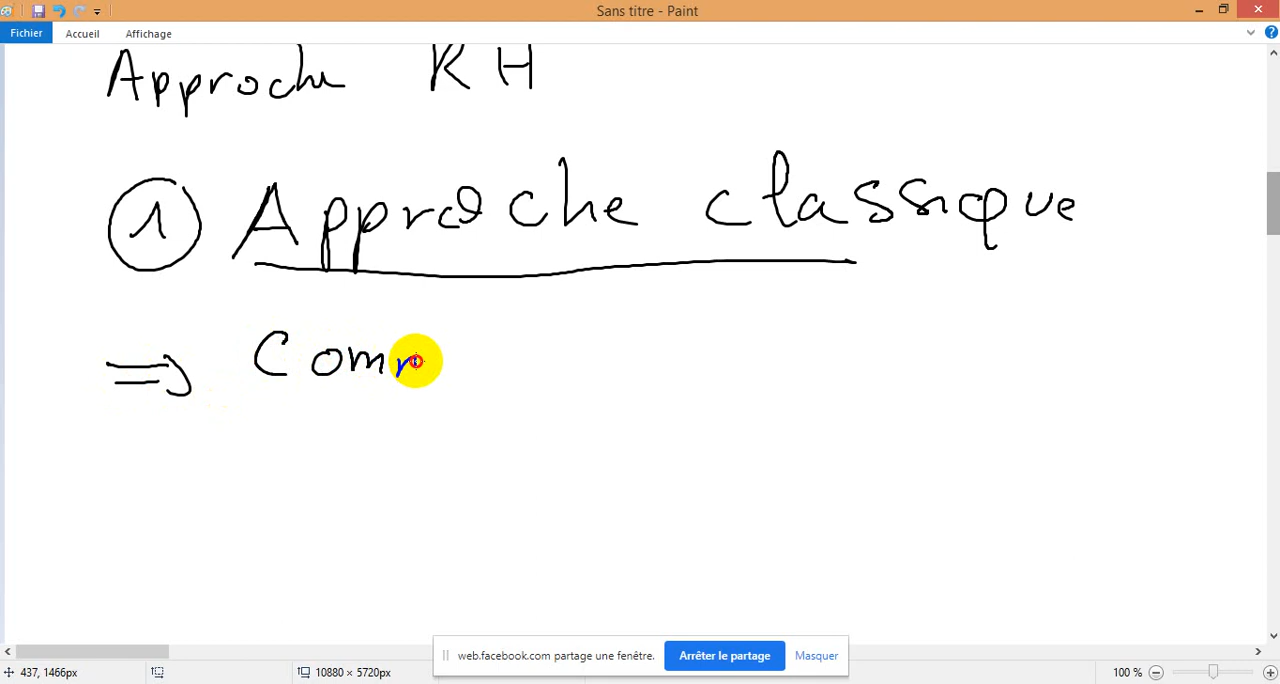 Sans titre - Paint
Fichier Accueil Affichage
Approche RH
1 Approche classique
=> Com
web.facebook.com partage une fenêtre. Arrêter le partage Masquer
437, 1466px 10880 × 5720px 100 %